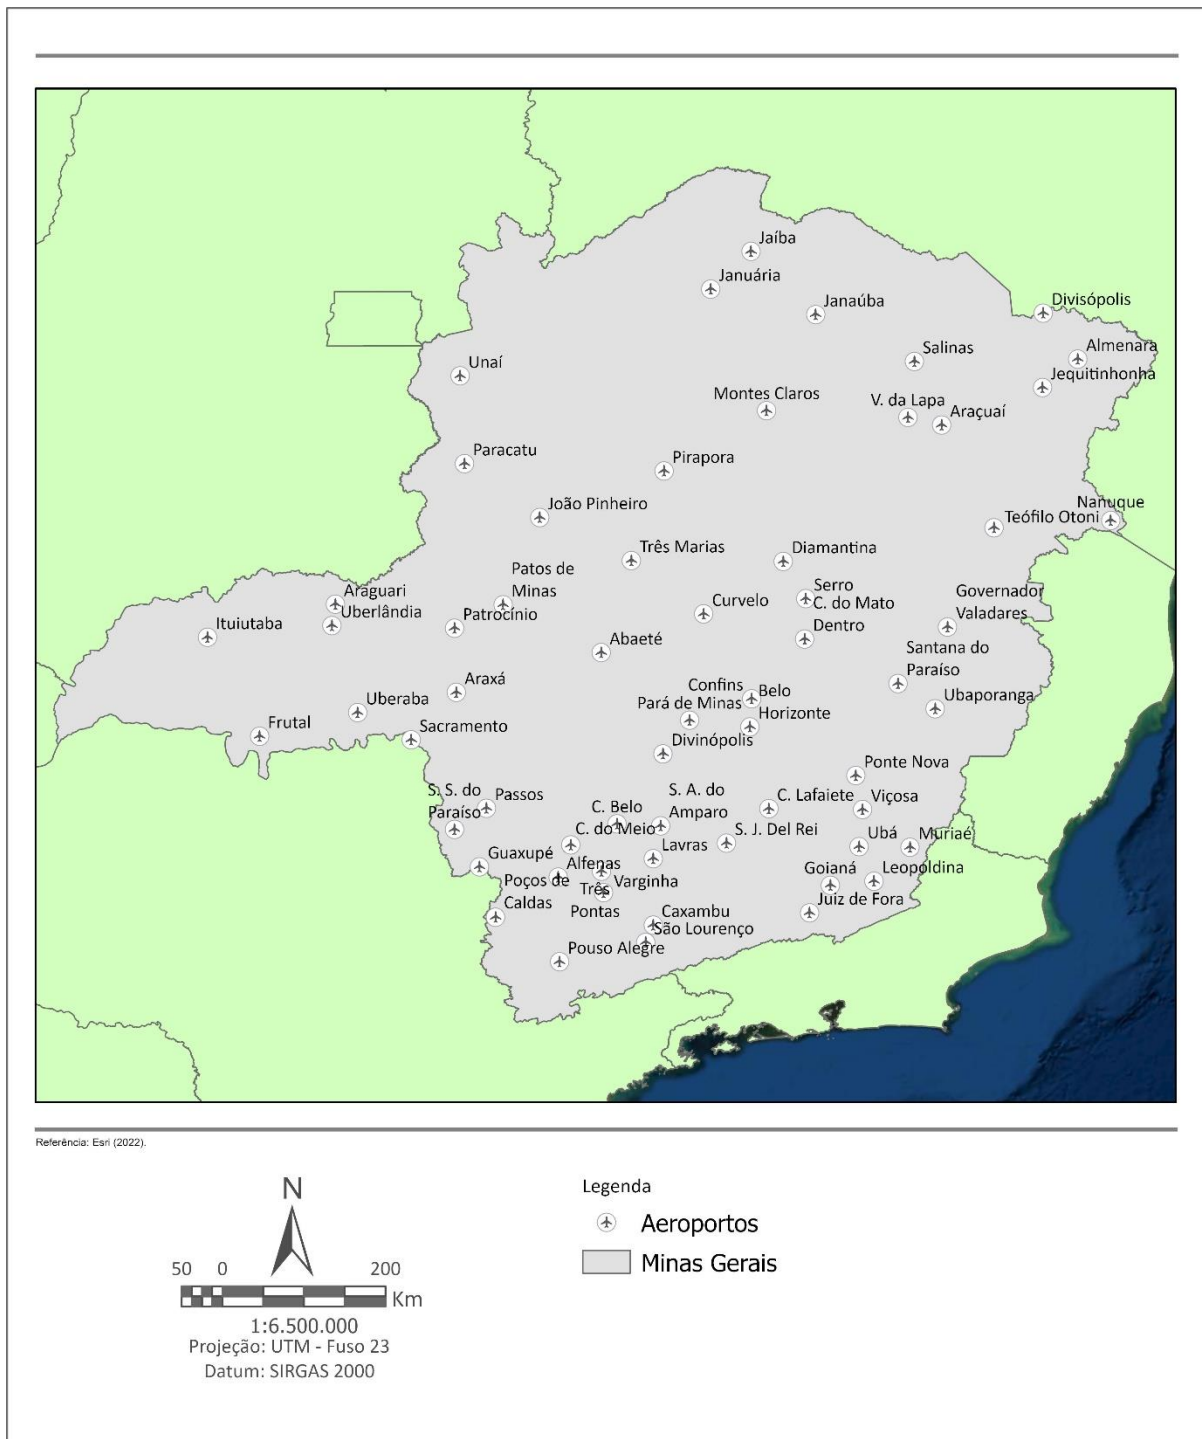 Jaíba
Januária
Janaúba
Divisópolis
Almenara
Salinas
Unaí
Jequitinhonha
Montes Claros
V. da Lapa
Araçuaí
Paracatu
Pirapora
João Pinheiro
Nanuque
Teófilo Otoni
Três Marias
Diamantina
Patos de
Minas
Araguari
Uberlândia
Ituiutaba
Patrocínio
Curvelo
Serro
C. do Mato
Dentro
Governador
Valadares
Abaeté
Santana do
Paraíso
Ubaporanga
Araxá
Uberaba
Frutal
Sacramento
Confins
Belo
Horizonte
Pará de Minas
Divinópolis
Ponte Nova
S. S. do
Paraíso
Passos
C. Belo
C. do Meio
S. A. do
Amparo
C. Lafaiete
Viçosa
S. J. Del Rei
Ubá
Muriaé
Guaxupé
Alfenas
Lavras
Goianá
Leopoldina
Poços de
Caldas
Varginha
Três
Pontas
Juiz de Fora
Caxambu
São Lourenço
Pouso Alegre
Referência: Esri (2022).
N
50 0 200
Km
1:6.500.000
Projeção: UTM - Fuso 23
Datum: SIRGAS 2000
Legenda
Aeroportos
Minas Gerais